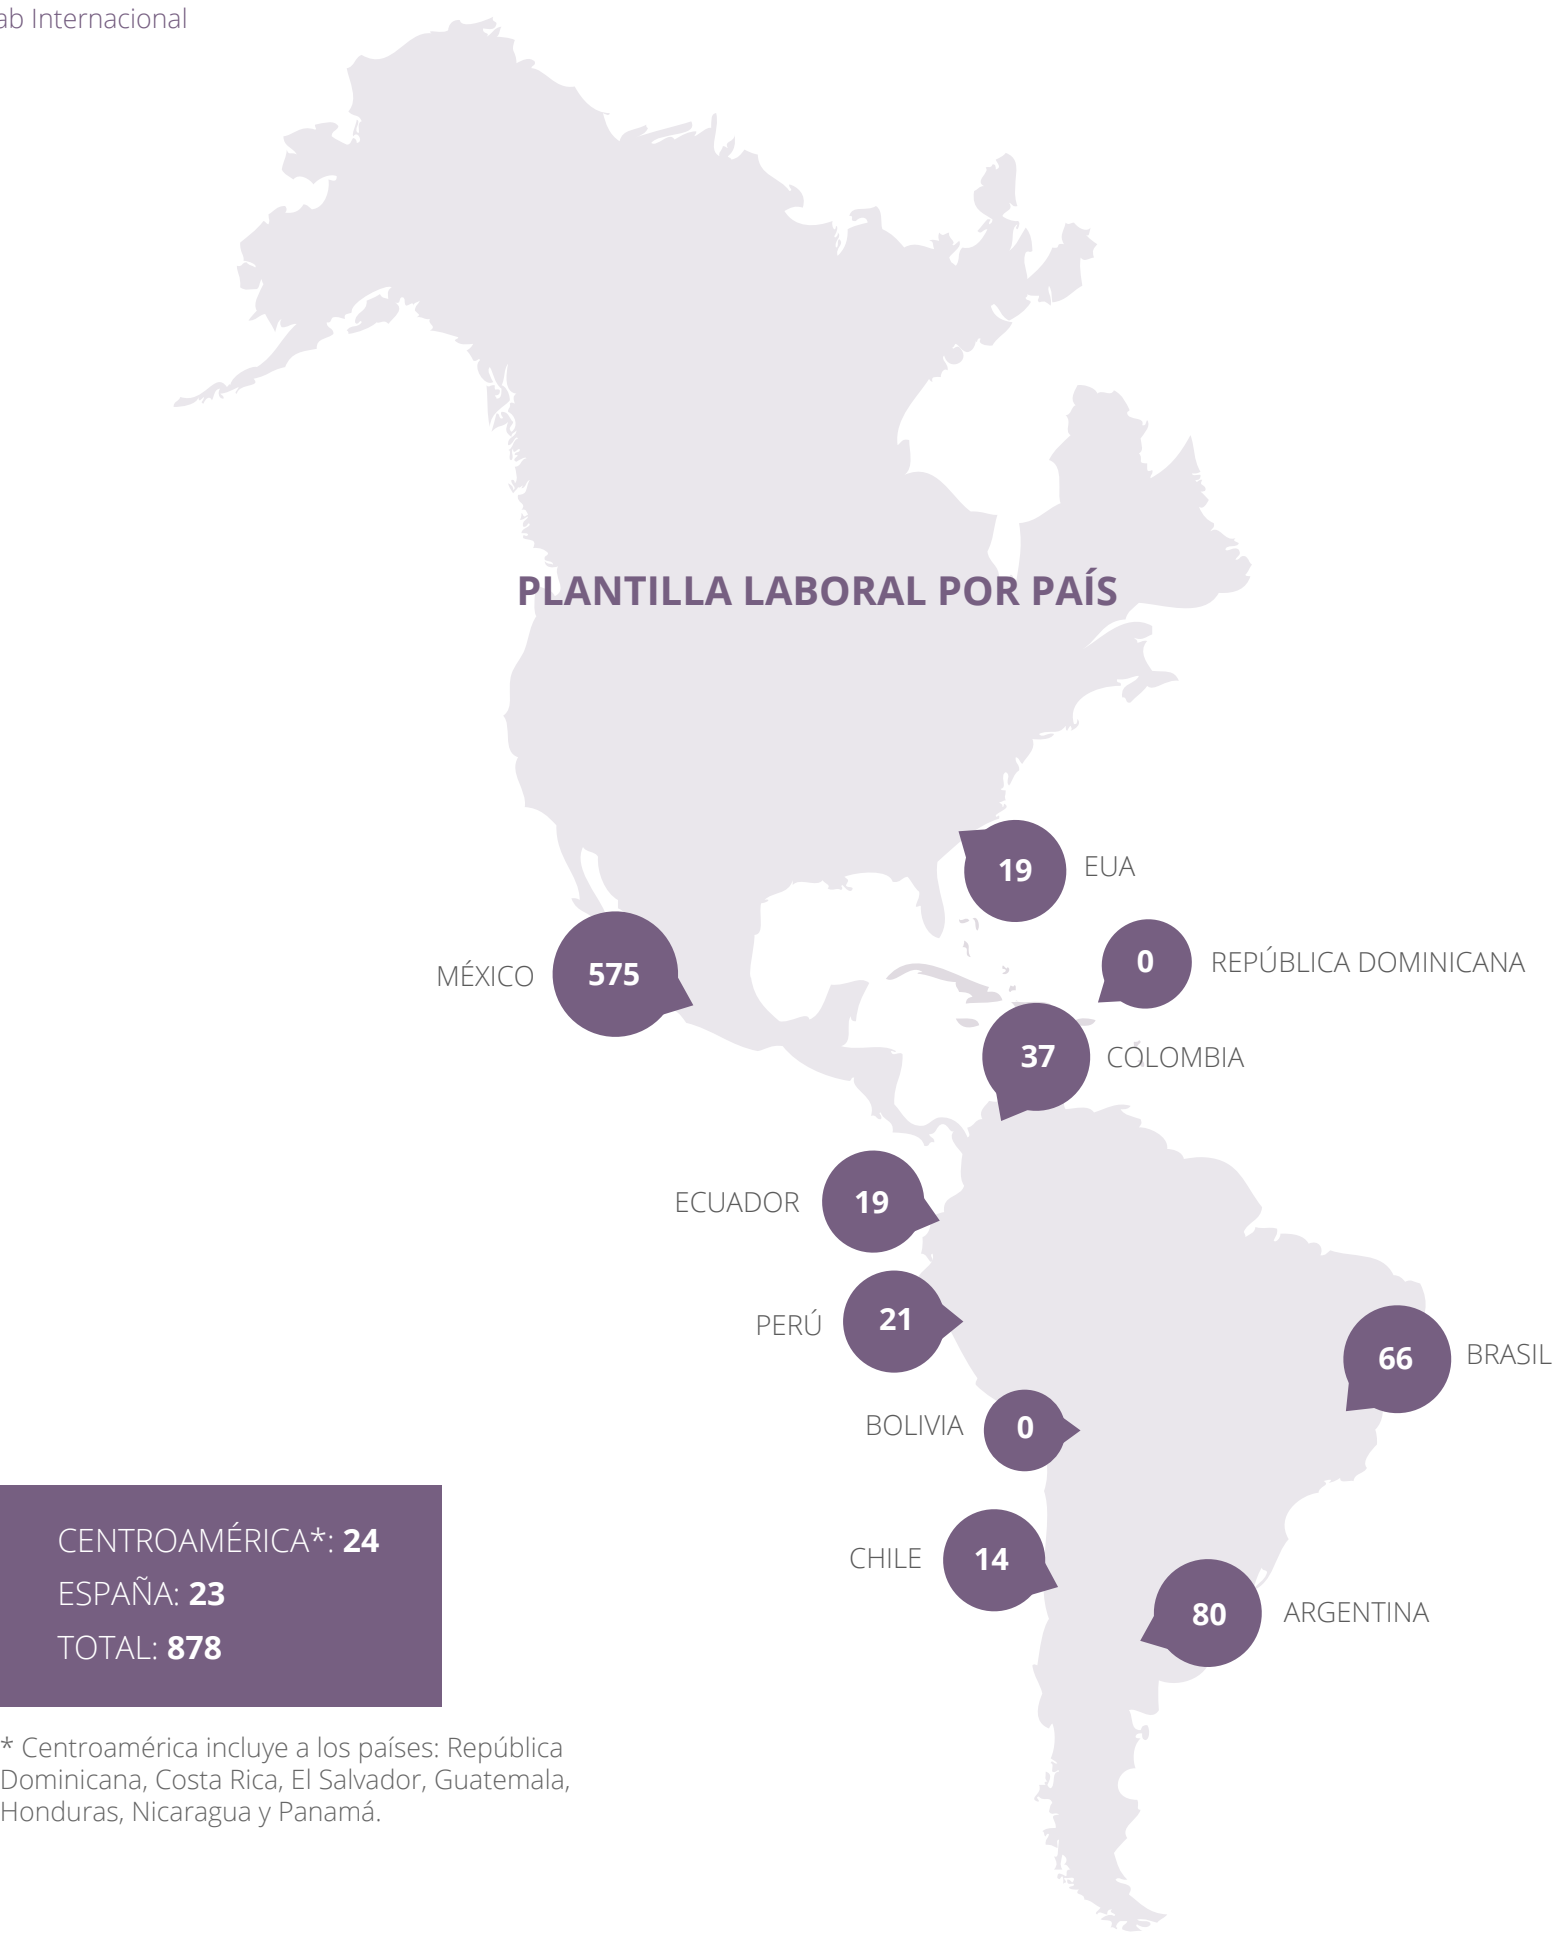 ab Internacional
PLANTILLA LABORAL POR PAÍS
19 EUA
0 REPÚBLICA DOMINICANA
MÉXICO 575
37 COLOMBIA
ECUADOR 19
PERÚ 21
66 BRASIL
BOLIVIA 0
CHILE 14
80 ARGENTINA
CENTROAMÉRICA*: 24
ESPAÑA: 23
TOTAL: 878
* Centroamérica incluye a los países: República
Dominicana, Costa Rica, El Salvador, Guatemala,
Honduras, Nicaragua y Panamá.